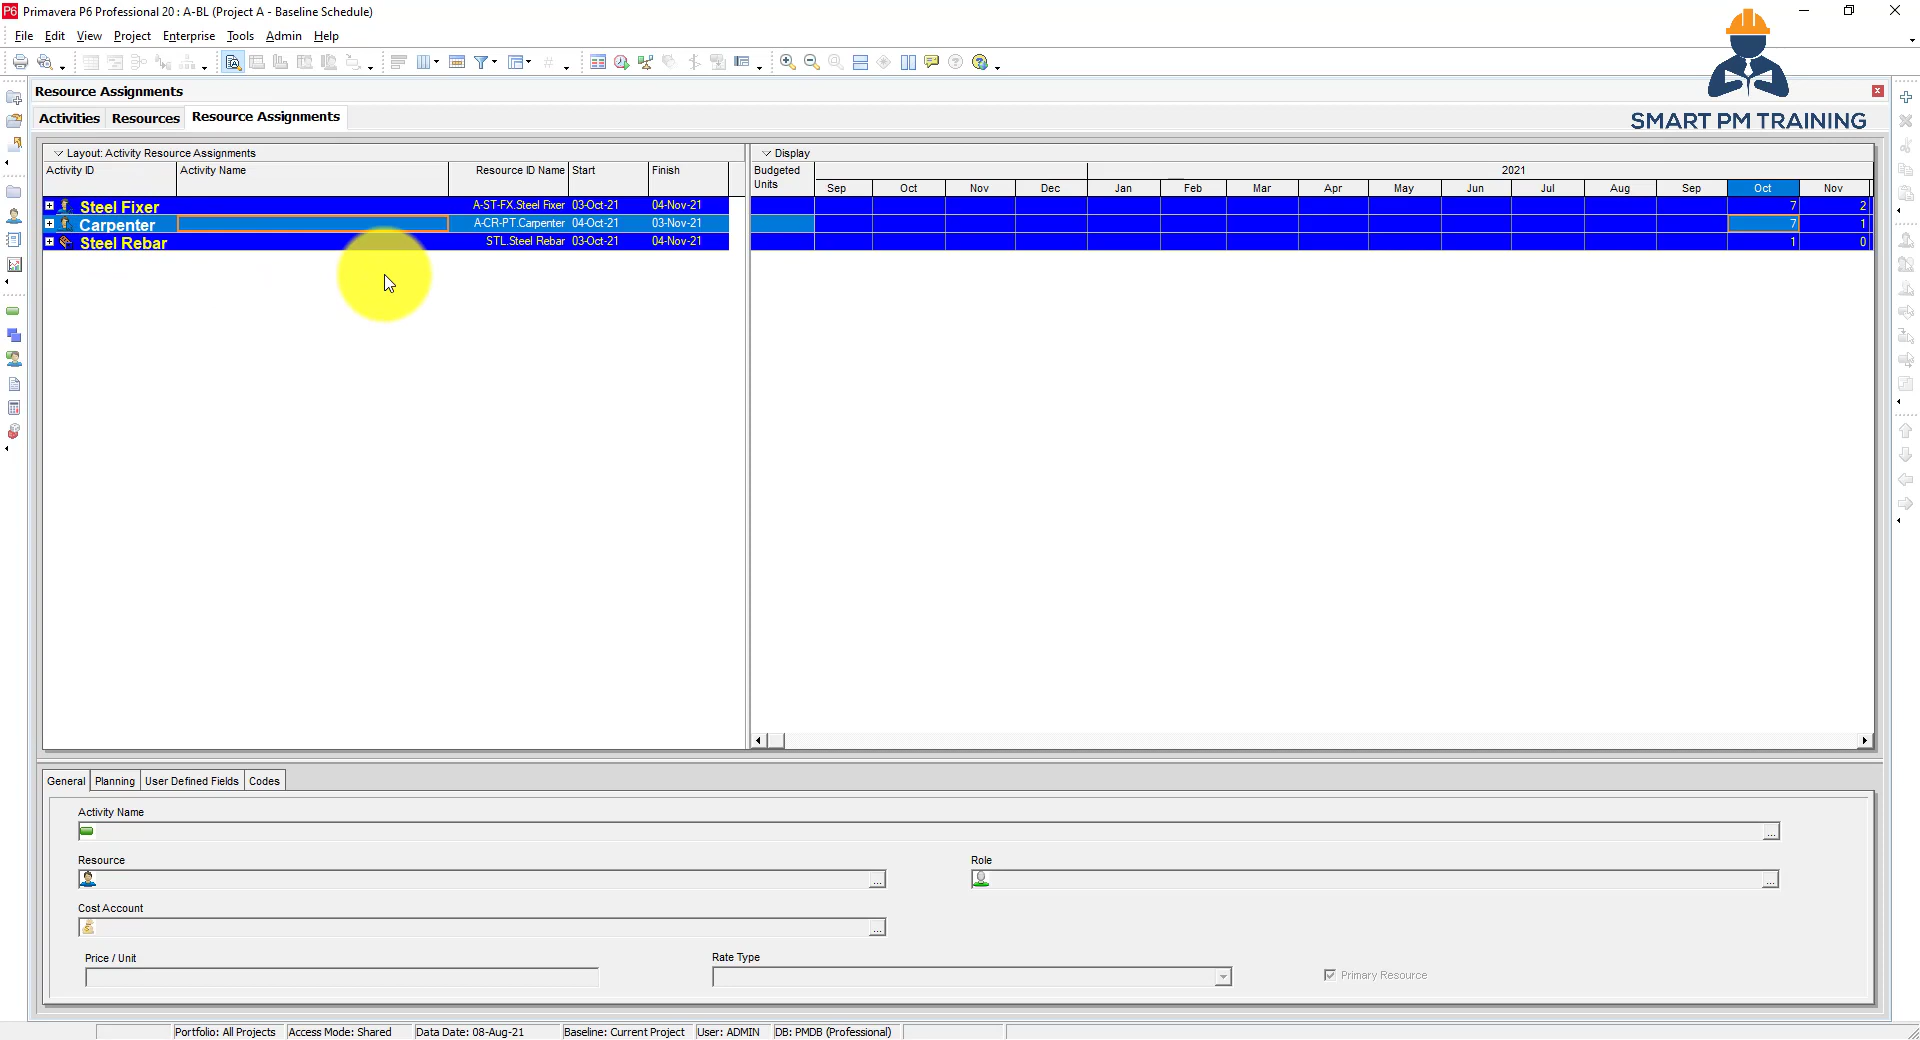 P6 Primavera P6 Professional 20 : A-BL (Project A - Baseline Schedule)
File Edit View Project Enterprise Tools Admin Help
Resource Assignments
Activities Resources Resource Assignments
SMART PM TRAINING
Layout: Activity Resource Assignments
Display
Activity ID Activity Name Resource ID Name Start Finish
Budgeted Units
2021
Sep Oct Nov Dec Jan Feb Mar Apr May Jun Jul Aug Sep Oct Nov
Steel Fixer A-ST-FX.Steel Fixer 03-Oct-21 04-Nov-21 7 2
Carpenter A-CR-PT.Carpenter 04-Oct-21 03-Nov-21 7 1
Steel Rebar STL.Steel Rebar 03-Oct-21 04-Nov-21 1 0
General Planning User Defined Fields Codes
Activity Name
...
Resource Role
... ...
Cost Account
...
Price / Unit Rate Type Primary Resource
Portfolio: All Projects Access Mode: Shared Data Date: 08-Aug-21 Baseline: Current Project User: ADMIN DB: PMDB (Professional)